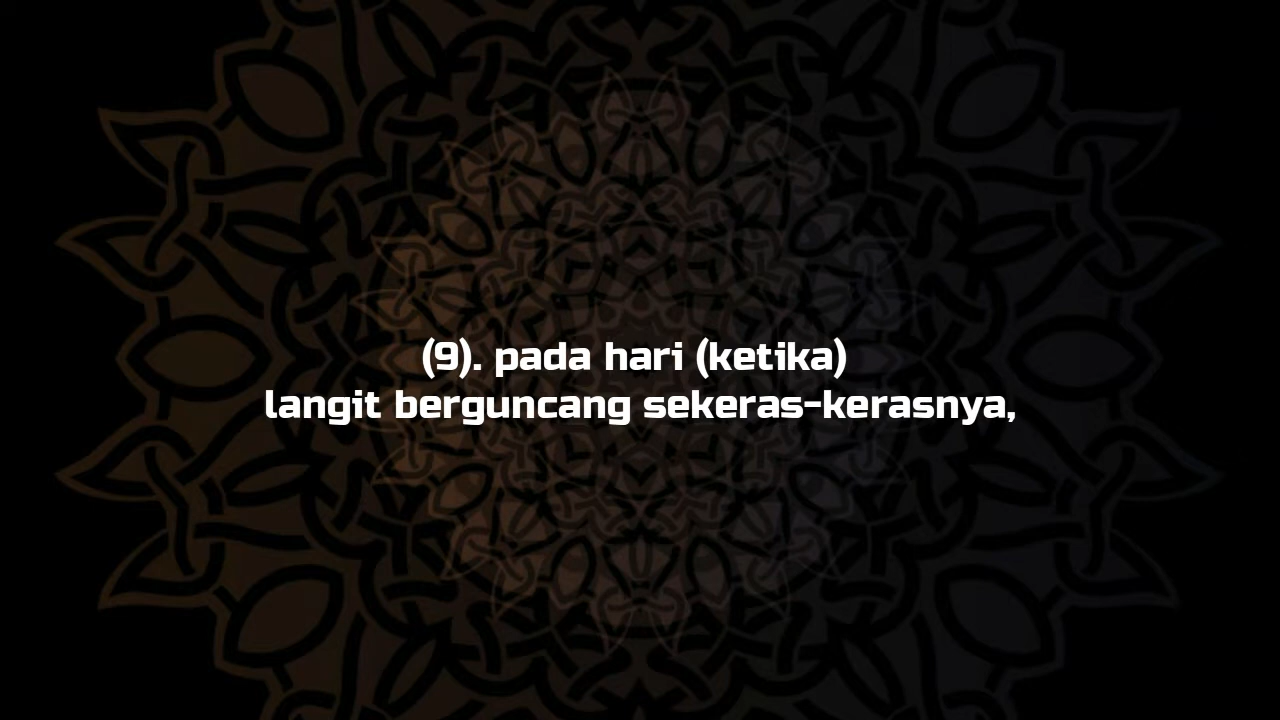 (9). pada hari (ketika)
langit berguncang sekeras-kerasnya,